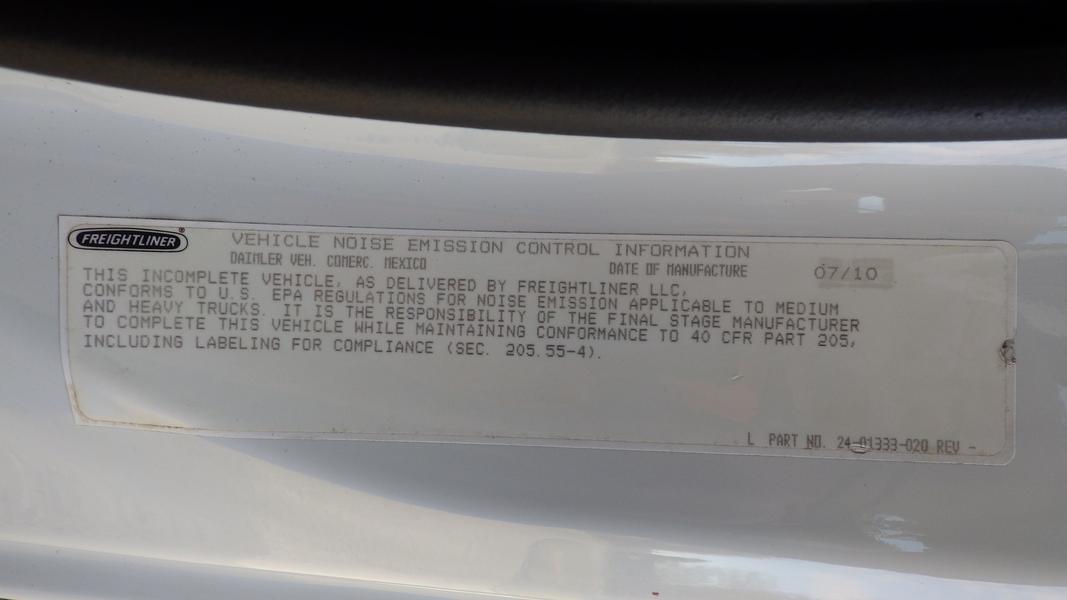 FREIGHTLINER® VEHICLE NOISE EMISSION CONTROL INFORMATION
DAIMLER VEH. COMERC. MEXICO DATE OF MANUFACTURE 07/10
THIS INCOMPLETE VEHICLE, AS DELIVERED BY FREIGHTLINER LLC,
CONFORMS TO U.S. EPA REGULATIONS FOR NOISE EMISSION APPLICABLE TO MEDIUM
AND HEAVY TRUCKS. IT IS THE RESPONSIBILITY OF THE FINAL STAGE MANUFACTURER
TO COMPLETE THIS VEHICLE WHILE MAINTAINING CONFORMANCE TO 40 CFR PART 205,
INCLUDING LABELING FOR COMPLIANCE (SEC. 205.55-4).
L PART NO. 24-01333-020 REV -